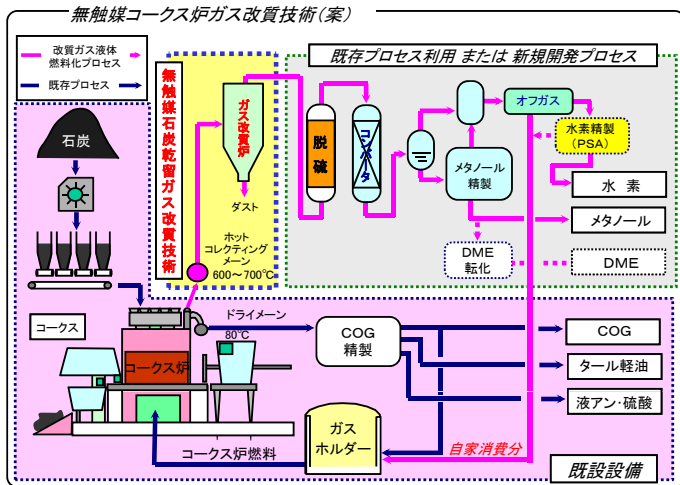 無触媒コークス炉ガス改質技術(案)
改質ガス液体
燃料化プロセス
既存プロセス
無触媒石炭乾留ガス改質技術
既存プロセス利用 または 新規開発プロセス
石炭
ガス改質炉
ダスト
ホット
コレクティング
メーン
600～700℃
脱硫
コンバータ
メタノール
精製
オフガス
水素精製
(PSA)
水 素
メタノール
DME
転化
DME
コークス
コークス炉
ドライメーン
80℃
COG
精製
COG
タール軽油
液アン・硫酸
ガス
ホルダー
コークス炉燃料
自家消費分
既設設備